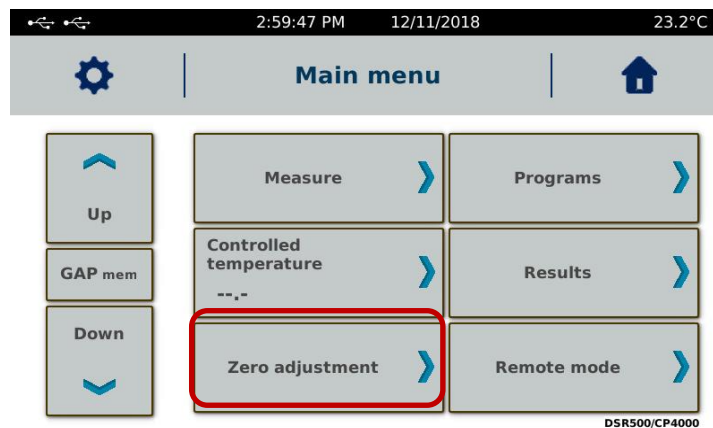 2:59:47 PM 12/11/2018 23.2°C
Main menu
Up
GAP mem
Down
Measure
Programs
Controlled
temperature
--.-
Results
Zero adjustment
Remote mode
DSR500/CP4000